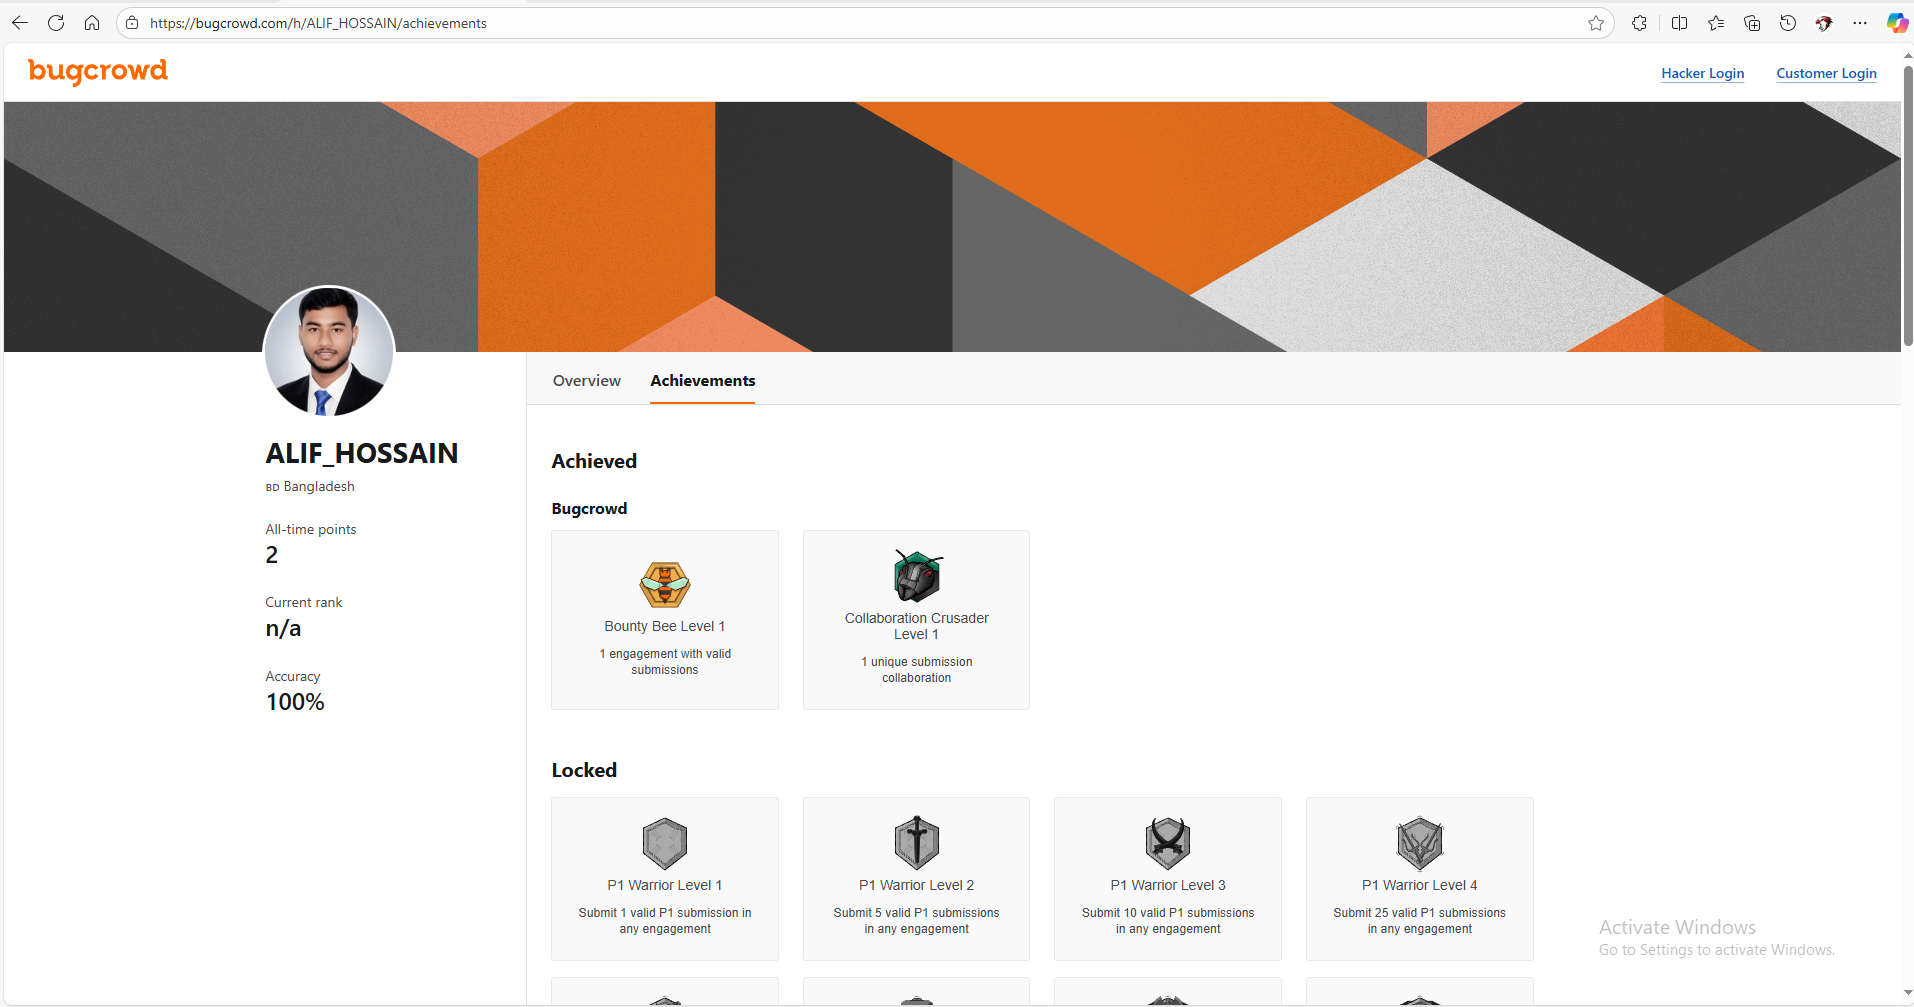 https://bugcrowd.com/h/ALIF_HOSSAIN/achievements
bugcrowd
Hacker Login
Customer Login
ALIF_HOSSAIN
BD Bangladesh
All-time points
2
Current rank
n/a
Accuracy
100%
Overview
Achievements
Achieved
Bugcrowd
Bounty Bee Level 1
1 engagement with valid
submissions
Collaboration Crusader
Level 1
1 unique submission
collaboration
Locked
P1 Warrior Level 1
Submit 1 valid P1 submission in
any engagement
P1 Warrior Level 2
Submit 5 valid P1 submissions
in any engagement
P1 Warrior Level 3
Submit 10 valid P1 submissions
in any engagement
P1 Warrior Level 4
Submit 25 valid P1 submissions
in any engagement
Activate Windows
Go to Settings to activate Windows.